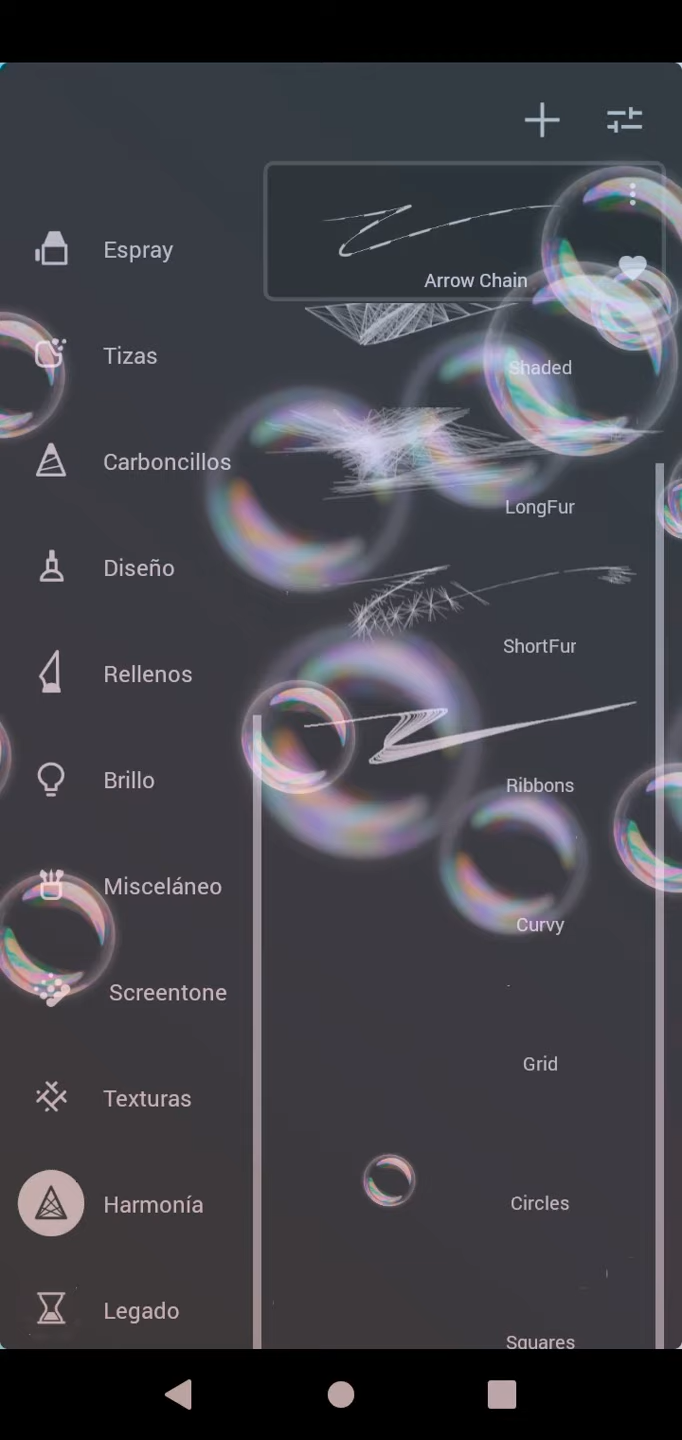 Espray
Tizas
Carboncillos
Diseño
Rellenos
Brillo
Misceláneo
Screentone
Texturas
Harmonía
Legado
Arrow Chain
Shaded
LongFur
ShortFur
Ribbons
Curvy
Grid
Circles
Squares